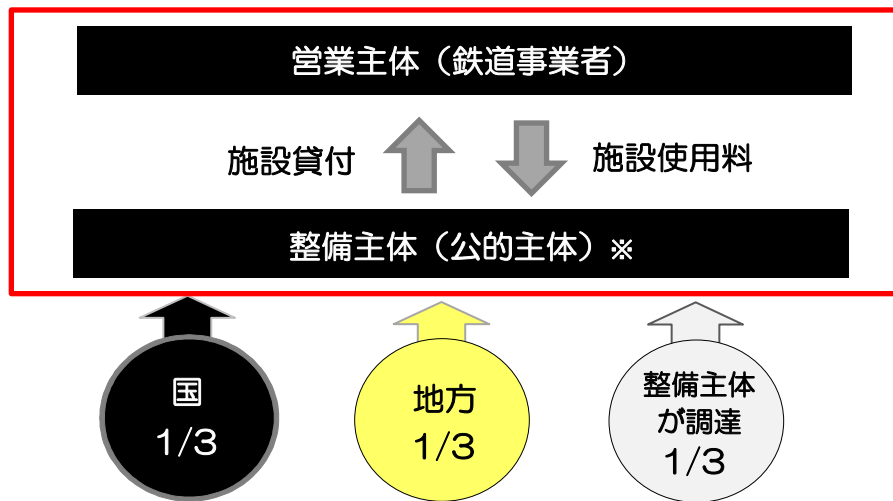 営業主体（鉄道事業者）
施設貸付
施設使用料
整備主体（公的主体）※
国
1/3
地方
1/3
整備主体
が調達
1/3